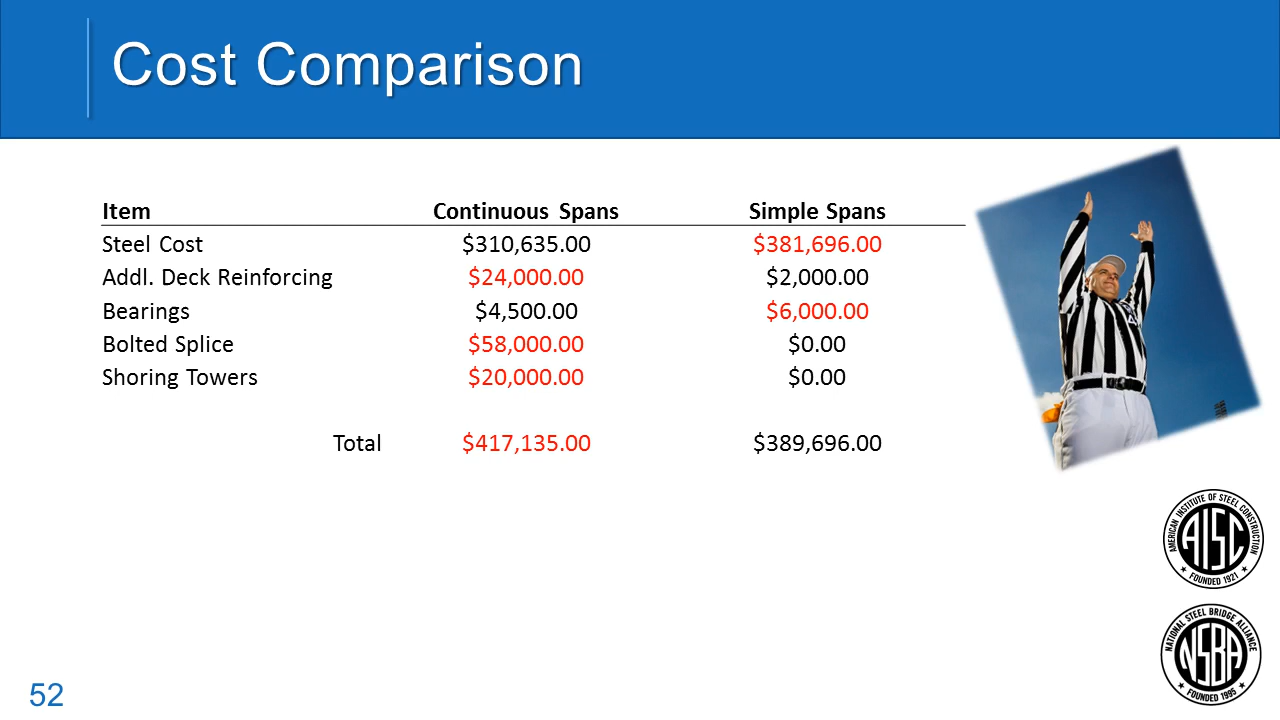 Cost Comparison
Item Continuous Spans Simple Spans
Steel Cost $310,635.00 $381,696.00
Addl. Deck Reinforcing $24,000.00 $2,000.00
Bearings $4,500.00 $6,000.00
Bolted Splice $58,000.00 $0.00
Shoring Towers $20,000.00 $0.00
Total $417,135.00 $389,696.00
AMERICAN INSTITUTE OF STEEL CONSTRUCTION
AISC
FOUNDED 1921
NATIONAL STEEL BRIDGE ALLIANCE
NSBA
FOUNDED 1995
52